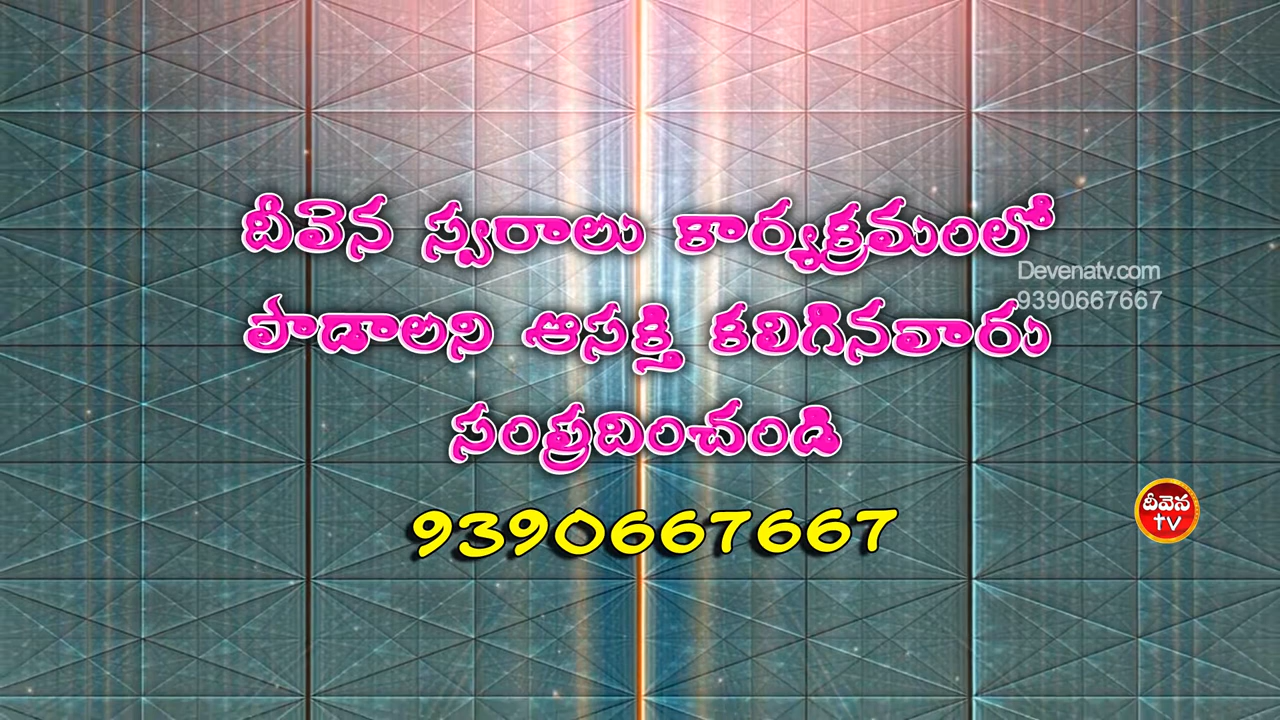 దీవెన స్వరాలు కార్యక్రమంలో
Devenatv.com
9390667667
పాడాలని ఆసక్తి కలిగినవారు
సంప్రదించండి
9390667667
దీవెన
tv